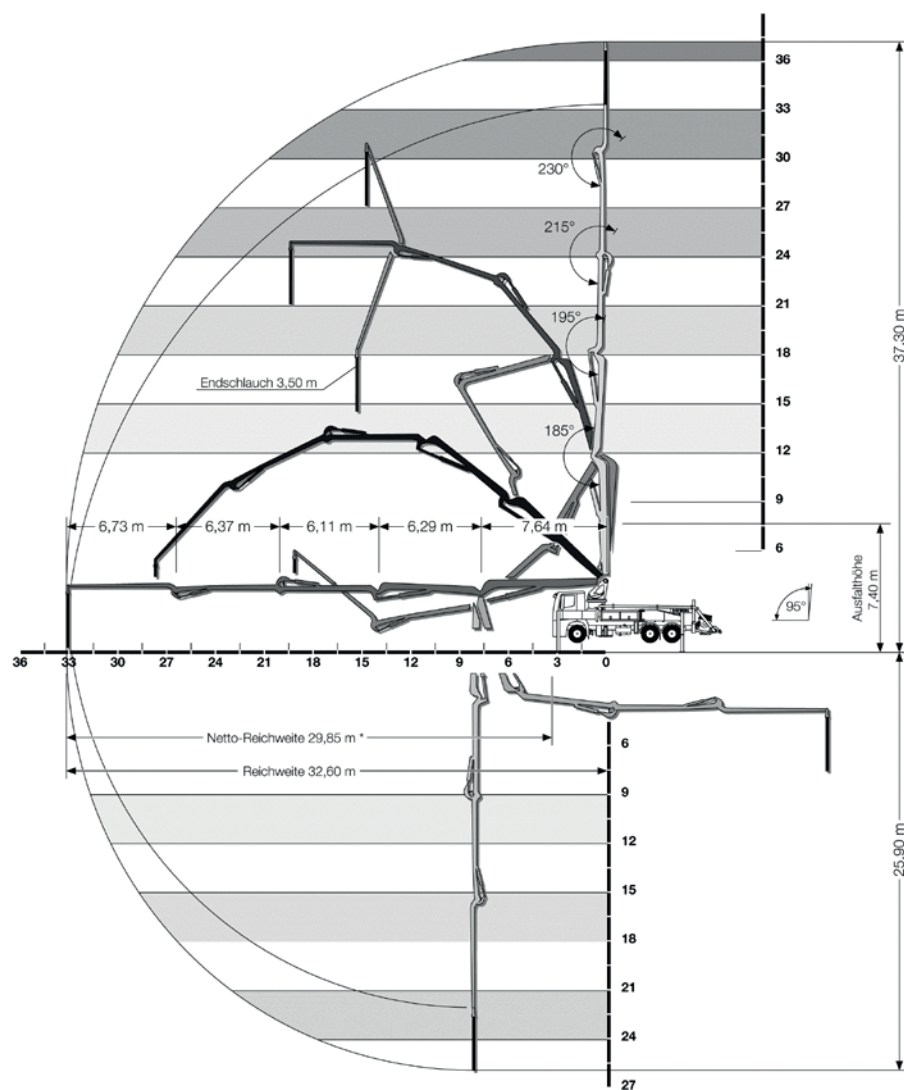 36
33
30
230°
27
215°
24
21
195°
37,30 m
Endschlauch 3,50 m
18
15
185°
12
9
6,73 m 6,37 m 6,11 m 6,29 m 7,64 m
6
Ausfalthöhe
7,40 m
95°
36 33 30 27 24 21 18 15 12 9 6 3 0
Netto-Reichweite 29,85 m *
6
Reichweite 32,60 m
9
12
25,90 m
15
18
21
24
27